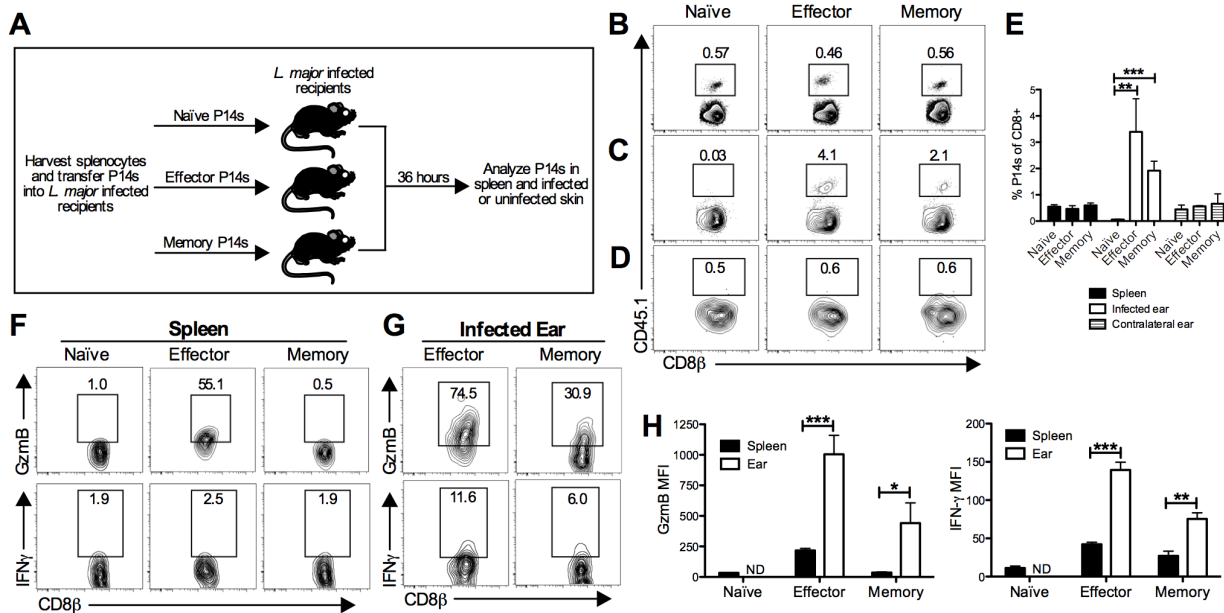 A
L. major infected
recipients
Naïve P14s
Harvest splenocytes
and transfer P14s
into L. major infected
recipients
Effector P14s
36 hours
Analyze P14s in
spleen and infected
or uninfected skin
Memory P14s
B
Naïve
Effector
Memory
0.57
0.46
0.56
C
0.03
4.1
2.1
D
0.5
0.6
0.6
CD45.1
CD8β
E
***
**
% P14s of CD8+
5
4
3
2
1
0
Naïve
Effector
Memory
Naïve
Effector
Memory
Naïve
Effector
Memory
Spleen
Infected ear
Contralateral ear
F
Spleen
Naïve
Effector
Memory
GzmB
1.0
55.1
0.5
IFNγ
1.9
2.5
1.9
CD8β
G
Infected Ear
Effector
Memory
GzmB
74.5
30.9
IFNγ
11.6
6.0
CD8β
H
GzmB MFI
1250
1000
750
500
250
0
Spleen
Ear
***
*
ND
Naïve
Effector
Memory
IFN-γ MFI
200
150
100
50
0
Spleen
Ear
***
**
ND
Naïve
Effector
Memory